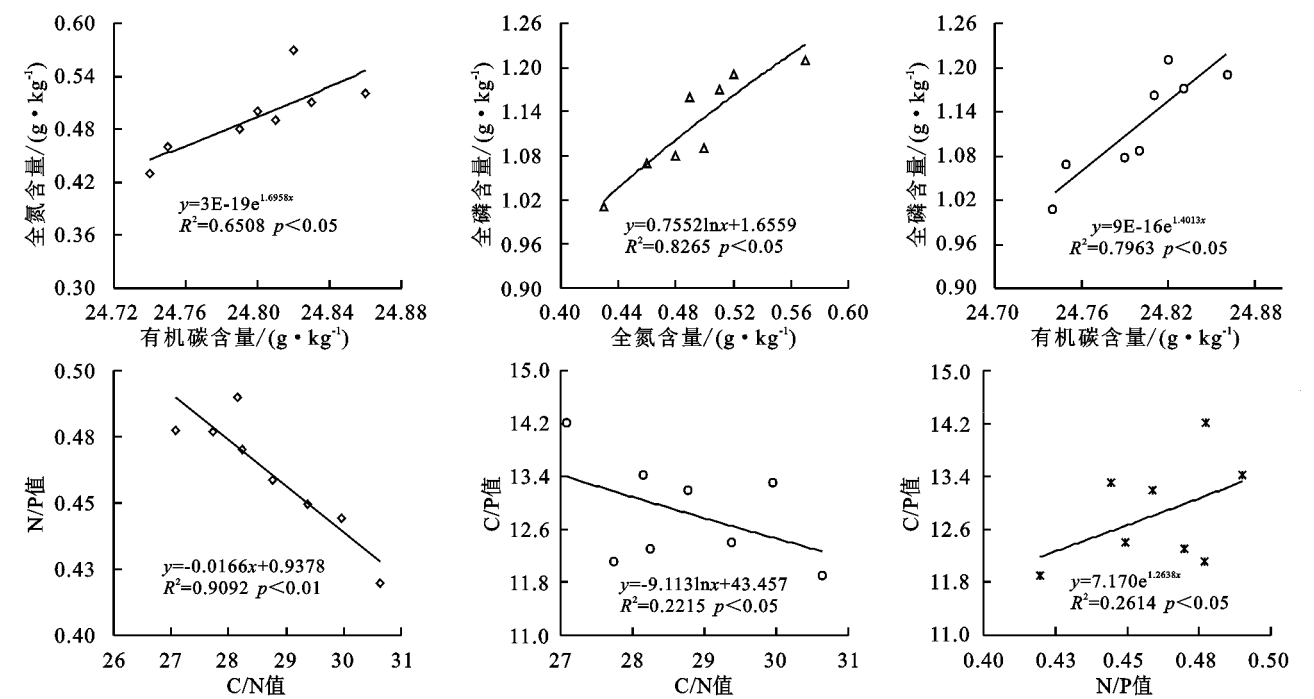 0.60
0.54
0.48
0.42
0.36
0.30
全氮含量/(g·kg⁻¹)
y=3E-19e^1.6958x
R²=0.6508 p<0.05
24.72 24.76 24.80 24.84 24.88
有机碳含量/(g·kg⁻¹)
1.26
1.20
1.14
1.08
1.02
0.96
0.90
全磷含量/(g·kg⁻¹)
y=0.7552lnx+1.6559
R²=0.8265 p<0.05
0.40 0.44 0.48 0.52 0.56 0.60
全氮含量/(g·kg⁻¹)
1.26
1.20
1.14
1.08
1.02
0.96
0.90
全磷含量/(g·kg⁻¹)
y=9E-16e^1.4013x
R²=0.7963 p<0.05
24.70 24.76 24.82 24.88
有机碳含量/(g·kg⁻¹)
0.50
0.48
0.45
0.43
0.40
N/P值
y=-0.0166x+0.9378
R²=0.9092 p<0.01
26 27 28 29 30 31
C/N值
15.0
14.2
13.4
12.6
11.8
11.0
C/P值
y=-9.113lnx+43.457
R²=0.2215 p<0.05
27 28 29 30 31
C/N值
15.0
14.2
13.4
12.6
11.8
11.0
C/P值
y=7.170e^1.2638x
R²=0.2614 p<0.05
0.40 0.43 0.45 0.48 0.50
N/P值